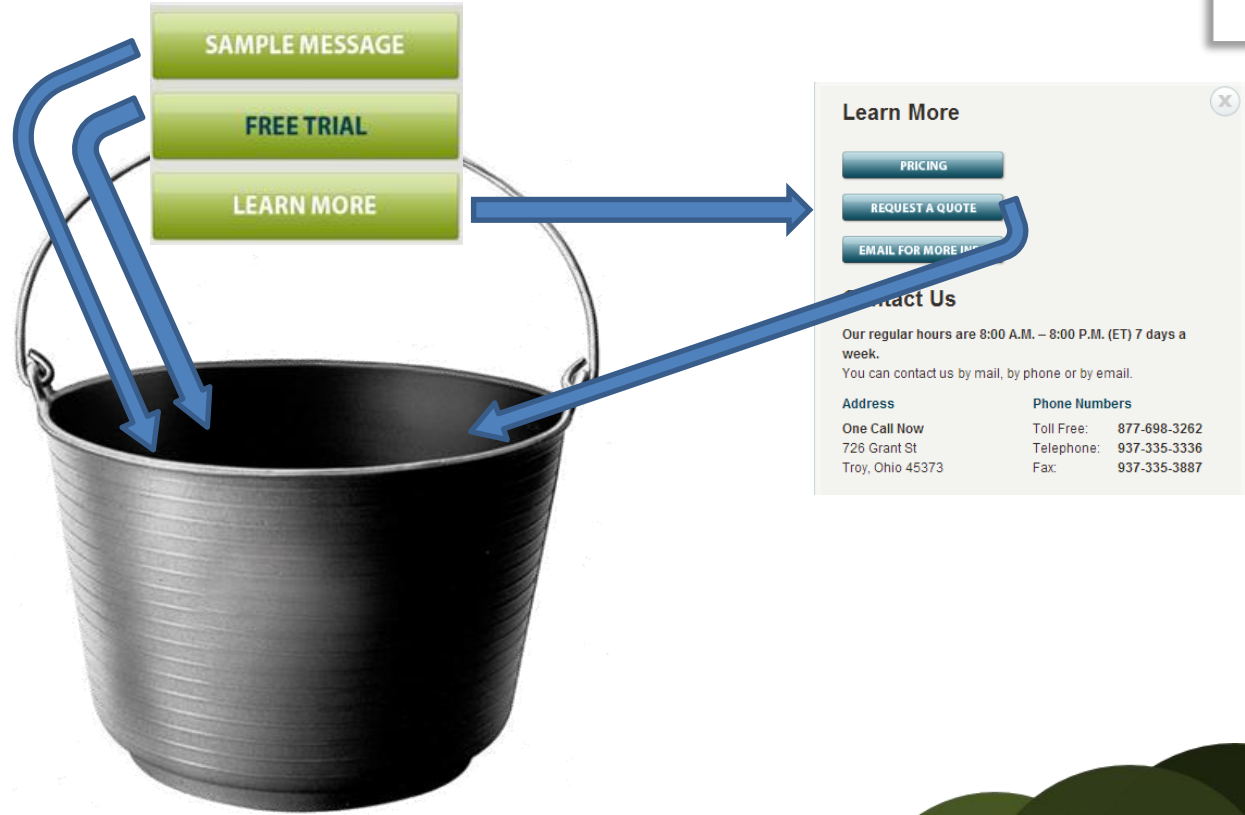 SAMPLE MESSAGE
FREE TRIAL
LEARN MORE
Learn More
PRICING
REQUEST A QUOTE
EMAIL FOR MORE
Us
Our regular hours are 8:00 A.M. – 8:00 P.M. (ET) 7 days a
week.
You can contact us by mail, by phone or by email.
Address
One Call Now
726 Grant St
Troy, Ohio 45373
Phone Numbers
Toll Free: 877-698-3262
Telephone: 937-335-3336
Fax: 937-335-3887